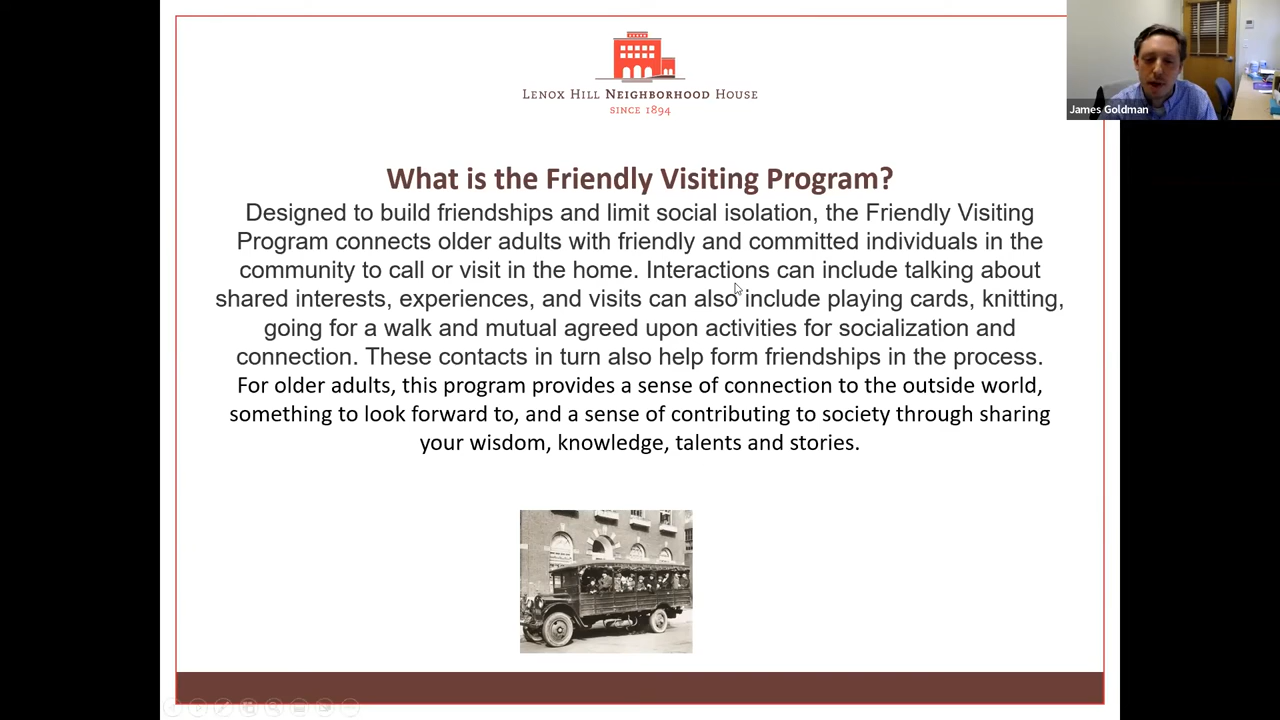 LENOX HILL NEIGHBORHOOD HOUSE
SINCE 1894
James Goldman
What is the Friendly Visiting Program?
Designed to build friendships and limit social isolation, the Friendly Visiting
Program connects older adults with friendly and committed individuals in the
community to call or visit in the home. Interactions can include talking about
shared interests, experiences, and visits can also include playing cards, knitting,
going for a walk and mutual agreed upon activities for socialization and
connection. These contacts in turn also help form friendships in the process.
For older adults, this program provides a sense of connection to the outside world,
something to look forward to, and a sense of contributing to society through sharing
your wisdom, knowledge, talents and stories.